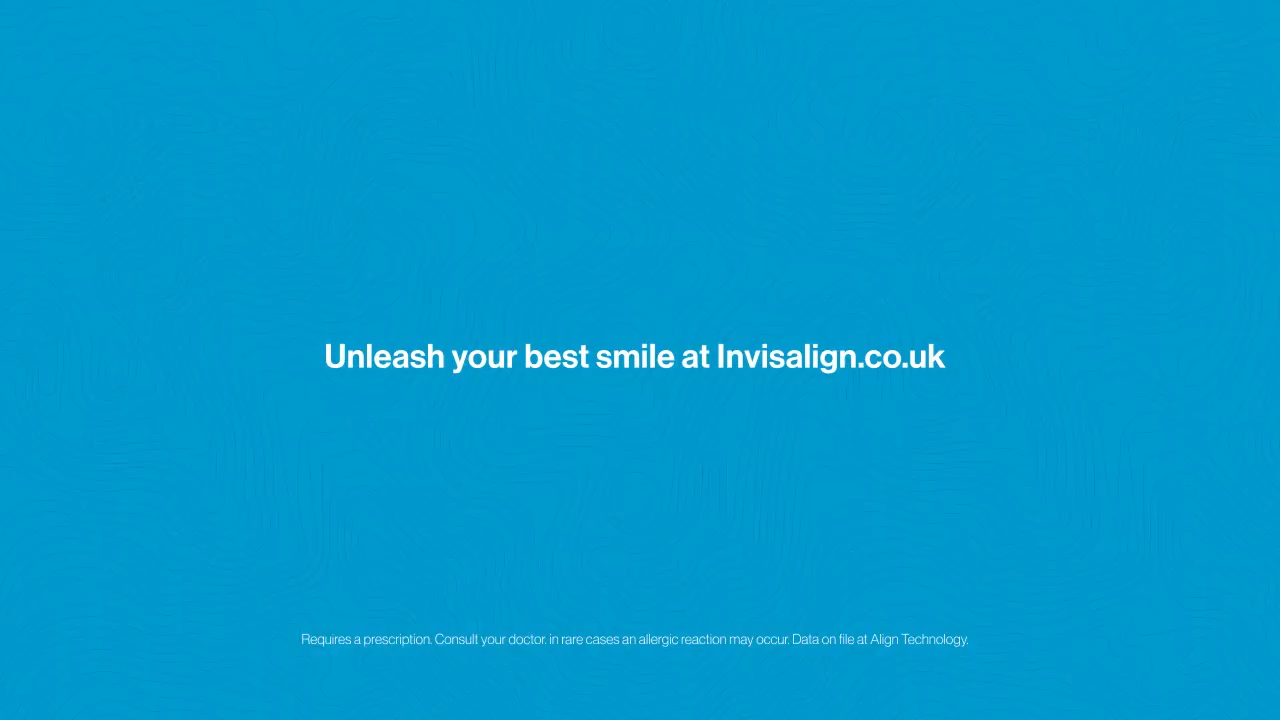 Unleash your best smile at Invisalign.co.uk
Requires a prescription. Consult your doctor. in rare cases an allergic reaction may occur. Data on file at Align Technology.